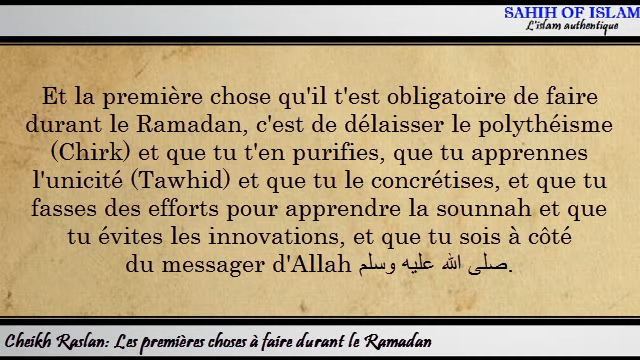 SAHIH OF ISLAM
L'islam authentique
Et la première chose qu'il t'est obligatoire de faire
durant le Ramadan, c'est de délaisser le polythéisme
(Chirk) et que tu t'en purifies, que tu apprennes
l'unicité (Tawhid) et que tu le concrétises, et que tu
fasses des efforts pour apprendre la sounnah et que
tu évites les innovations, et que tu sois à côté
du messager d'Allah صلى الله عليه وسلم.
Cheikh Raslan: Les premières choses à faire durant le Ramadan